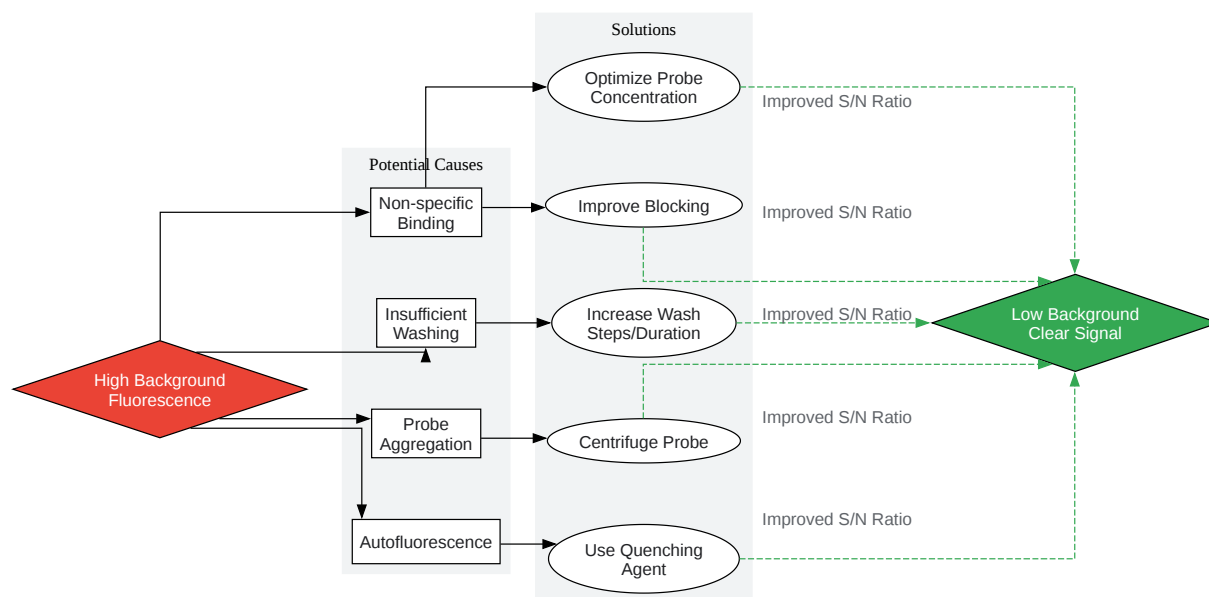 Solutions
Optimize Probe
Concentration
Improved S/N Ratio
Potential Causes
Non-specific
Binding
Improve Blocking
Improved S/N Ratio
Insufficient
Washing
Increase Wash
Steps/Duration
Improved S/N Ratio
Low Background
Clear Signal
High Background
Fluorescence
Probe
Aggregation
Centrifuge Probe
Improved S/N Ratio
Autofluorescence
Use Quenching
Agent
Improved S/N Ratio